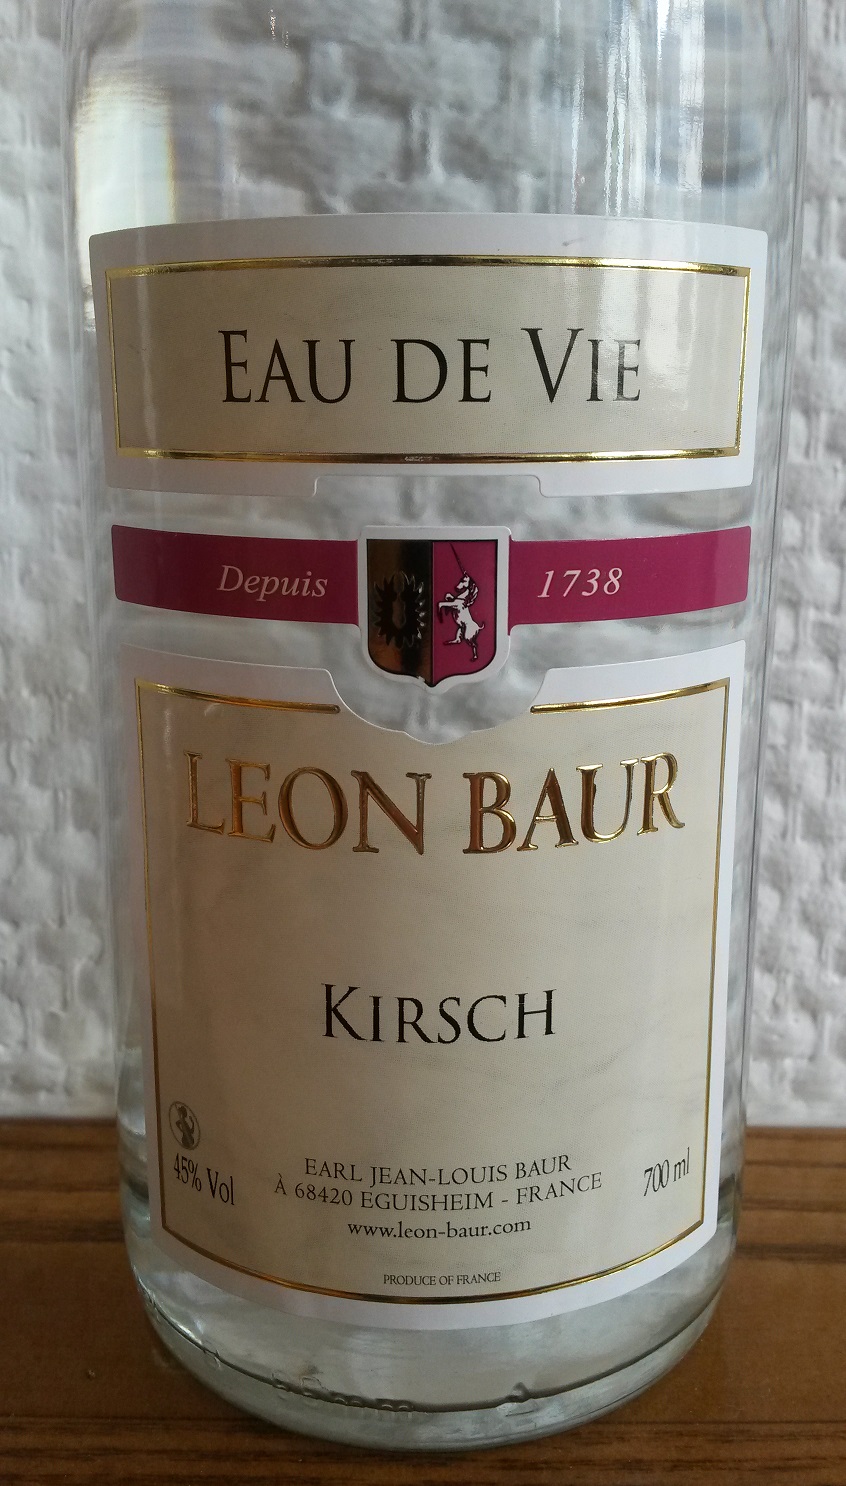 EAU DE VIE
Depuis 1738
LEON BAUR
KIRSCH
45% Vol
EARL JEAN-LOUIS BAUR
À 68420 EGUISHEIM - FRANCE
700 ml
www.leon-baur.com
PRODUCE OF FRANCE